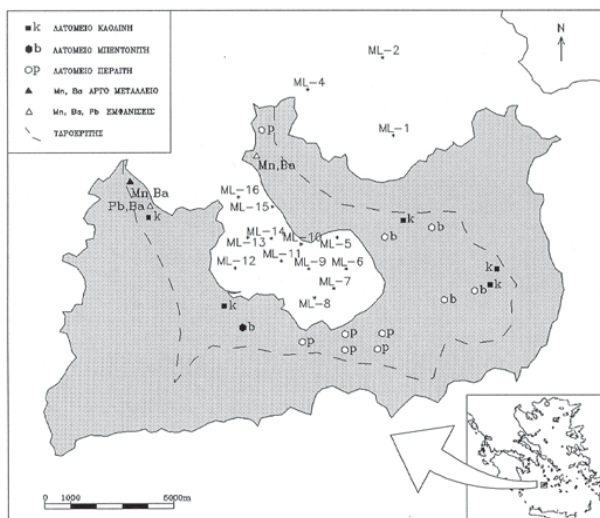 k ΛΑΤΟΜΕΙΟ ΚΑΟΛΙΝΗ
b ΛΑΤΟΜΕΙΟ ΜΠΕΝΤΟΝΙΤΗ
p ΛΑΤΟΜΕΙΟ ΠΕΡΛΙΤΗ
Mn, Ba ΑΡΓΟ ΜΕΤΑΛΛΕΙΟ
Mn, Ba, Pb ΕΜΦΑΝΙΣΕΙΣ
ΥΔΡΟΚΡΙΤΗΣ
N
ML-2
ML-4
ML-1
p
Mn,Ba
Mn,Ba
Pb,Ba
k
ML-16
ML-15
ML-14
ML-13
ML-12
ML-11
ML-10
ML-9
ML-5
ML-6
ML-7
ML-8
k
b
b
k
k
b
b
k
b
p
p
p
p
p
0 1000 5000m